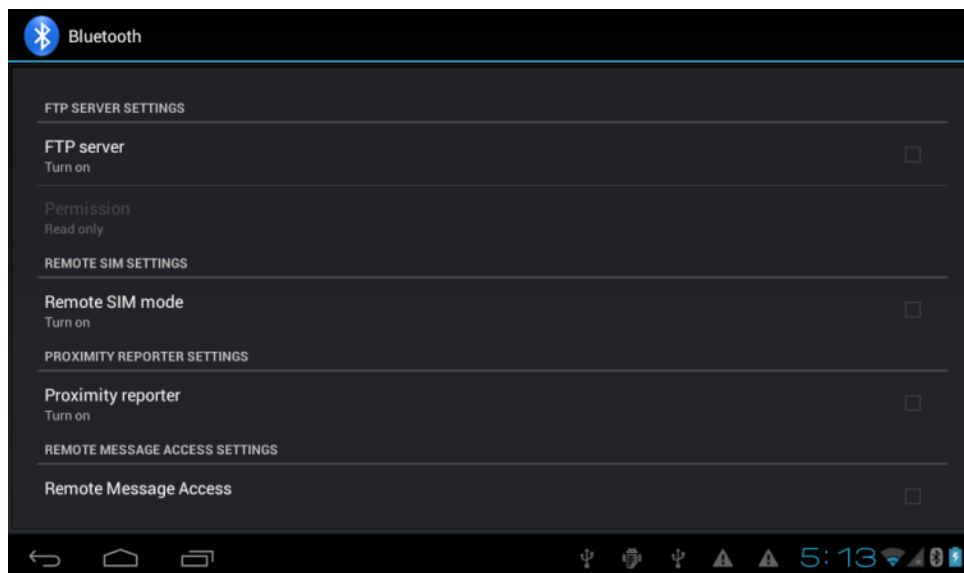 Bluetooth
FTP SERVER SETTINGS
FTP server
Turn on
Permission
Read only
REMOTE SIM SETTINGS
Remote SIM mode
Turn on
PROXIMITY REPORTER SETTINGS
Proximity reporter
Turn on
REMOTE MESSAGE ACCESS SETTINGS
Remote Message Access
5:13